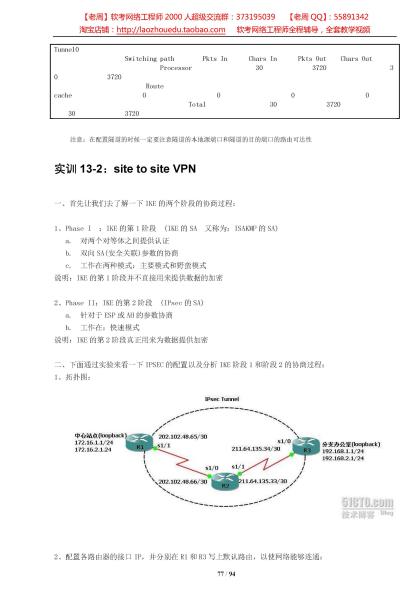 【老周】软考网络工程师 2000 人超级交流群：373195039 【老周 QQ】：55891342
淘宝店铺：http://laozhouedu.taobao.com 软考网络工程师全程辅导，全套教学视频
Tunnel0
Switching path Pkts In Chars In Pkts Out Chars Out
Processor 30 3720 3
0 3720
Route
cache 0 0 0 0
Total 30 3720
30 3720
注意：在配置隧道的时候一定要注意隧道的本地源端口和隧道的目的端口的路由可达性
实训 13-2：site to site VPN
一、首先让我们去了解一下 IKE 的两个阶段的协商过程：
1、Phase I ：IKE 的第 1 阶段 (IKE 的 SA 又称为：ISAKMP 的 SA)
a. 对两个对等体之间提供认证
b. 双向 SA(安全关联)参数的协商
c. 工作在两种模式：主要模式和野蛮模式
说明：IKE 的第 1 阶段并不直接用来提供数据的加密
2、Phase II：IKE 的第 2 阶段 (IPsec 的 SA)
a. 针对于 ESP 或 AH 的参数协商
b. 工作在：快速模式
说明：IKE 的第 2 阶段真正用来为数据提供加密
二、下面通过实验来看一下 IPSEC 的配置以及分析 IKE 阶段 1 和阶段 2 的协商过程：
1、拓扑图：
IPsec Tunnel
中心站点(loopback)
172.16.1.1/24
172.16.2.1.24
R1
202.102.48.65/30
s1/1
202.102.48.66/30
s1/0
R2
s1/1
211.64.135.33/30
211.64.135.34/30
s1/0
R3
分支办公室(loopback)
192.168.1.1/24
192.168.2.1/24
51CTO.com
技术博客 Blog
2、配置各路由器的接口 IP，并分别在 R1 和 R3 写上默认路由，以使网络能够连通：
77 / 94